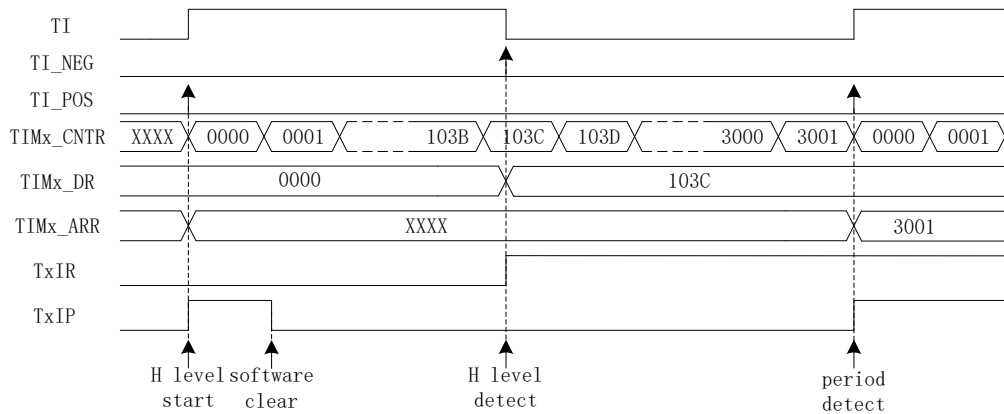 TI
TI_NEG
TI_POS
TIMx_CNTR XXXX 0000 0001 103B 103C 103D 3000 3001 0000 0001
TIMx_DR 0000 103C
TIMx_ARR XXXX 3001
TxIR
TxIP
H level start
software clear
H level detect
period detect